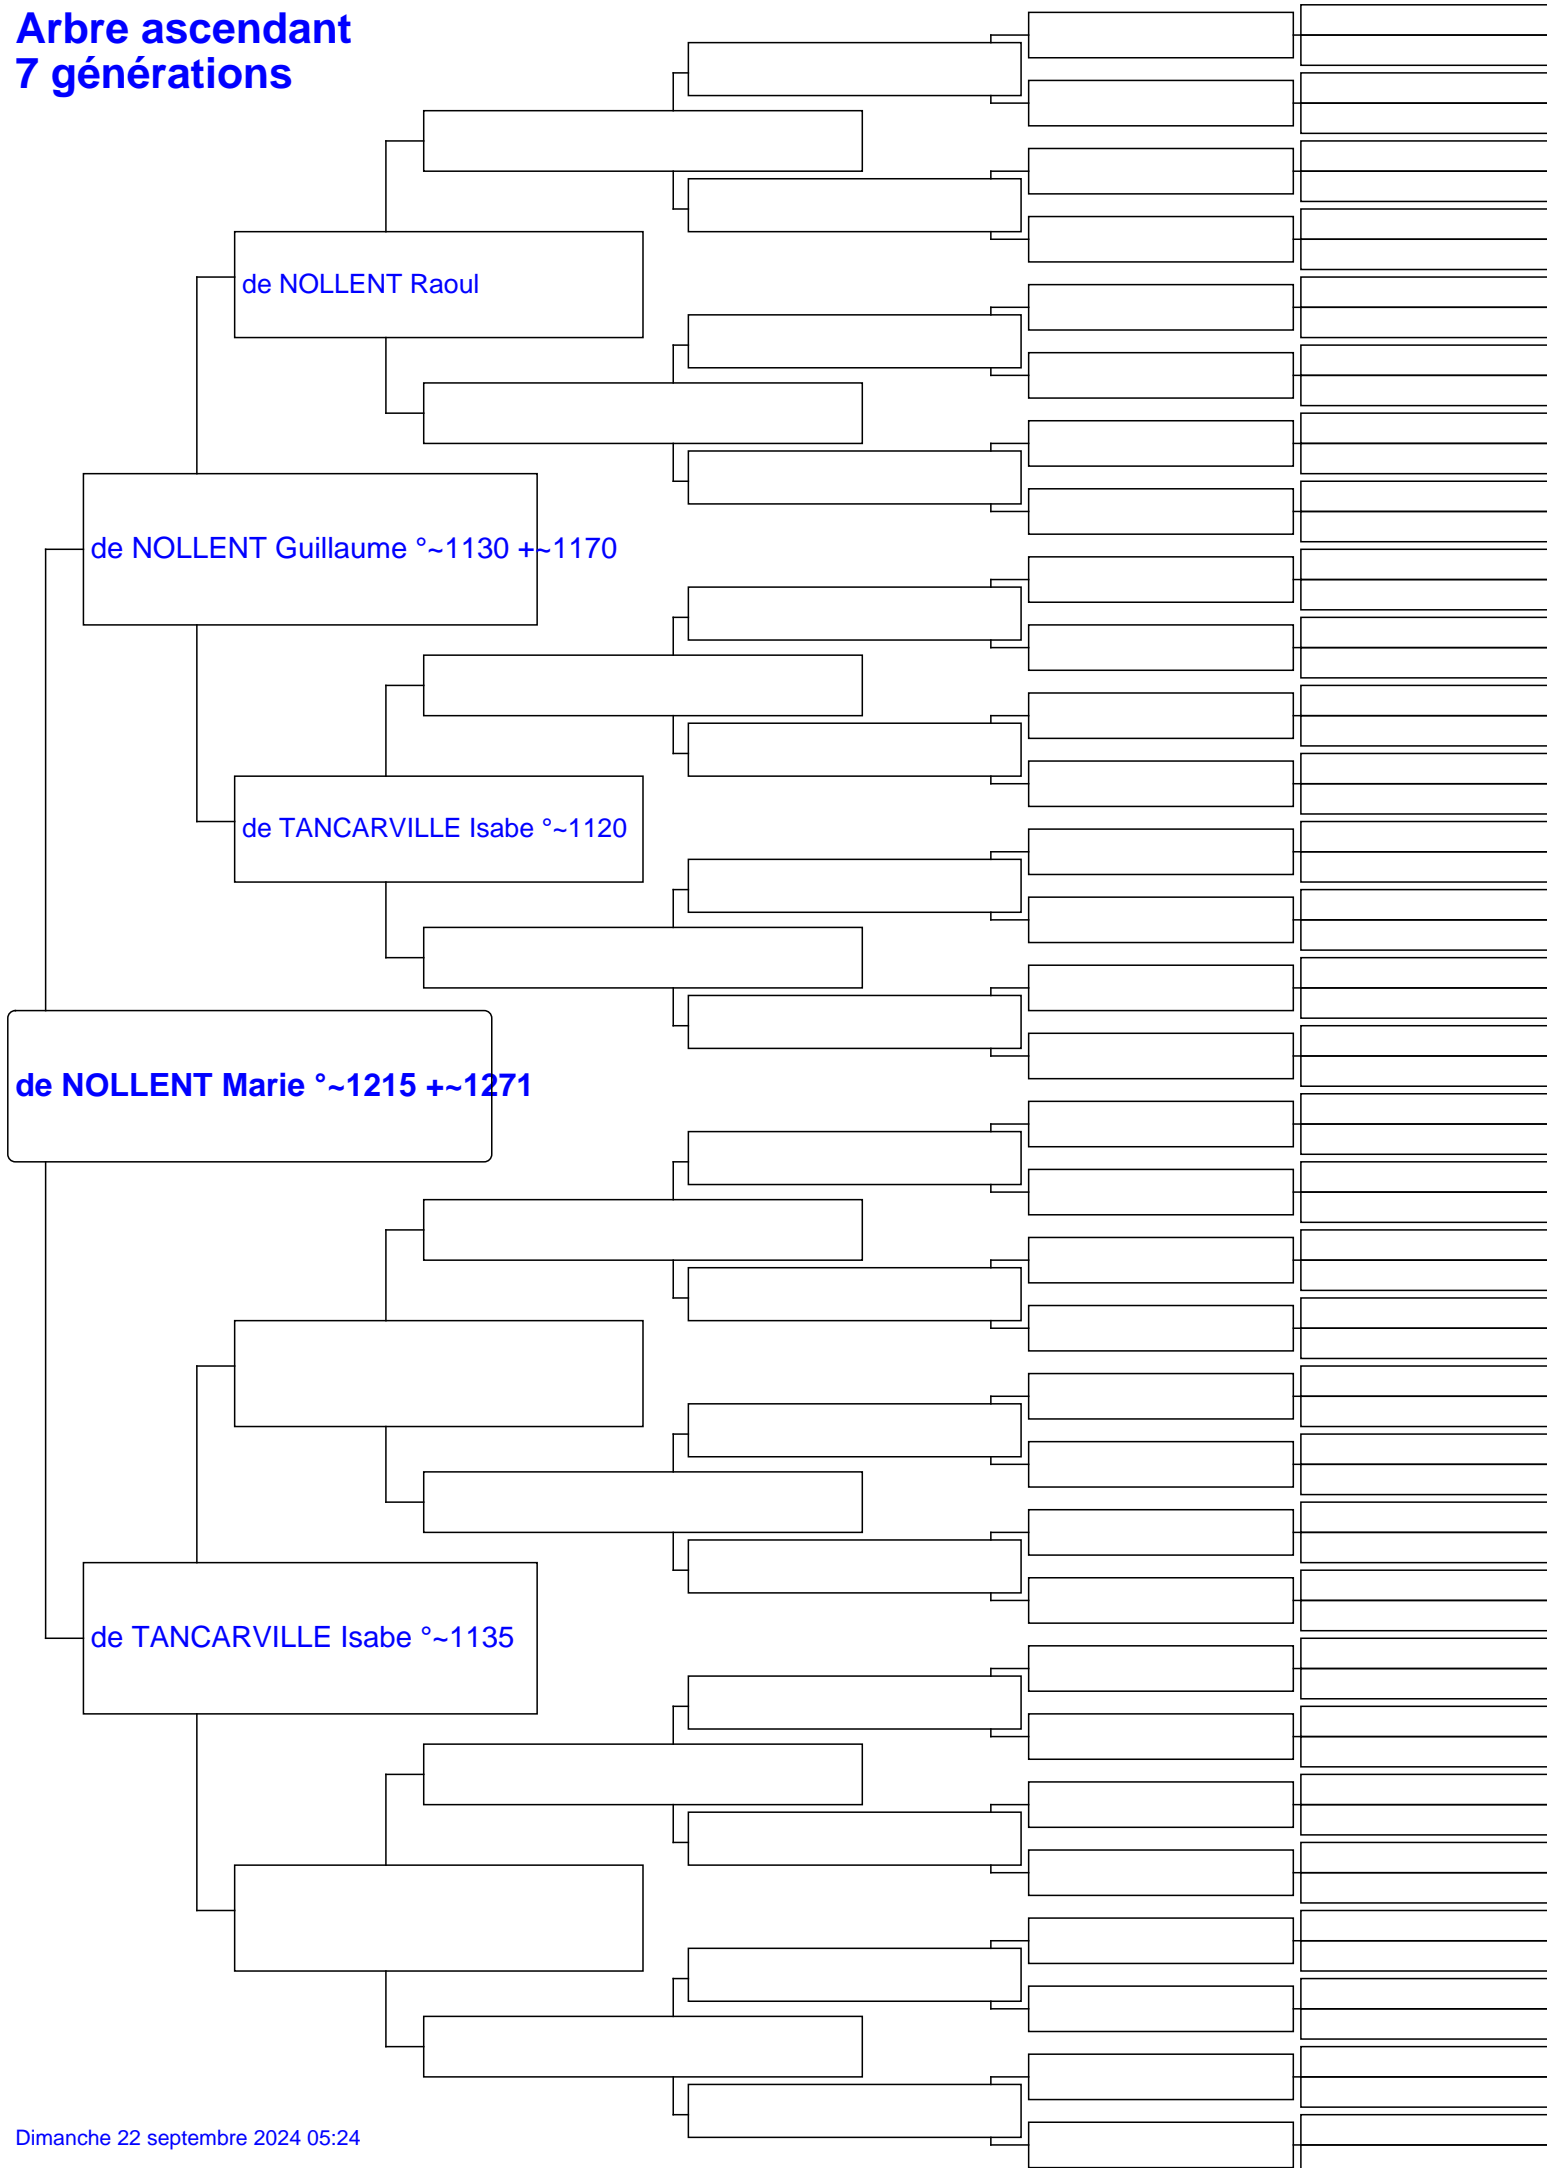 Arbre ascendant
7 générations
de NOLLENT Raoul
de NOLLENT Guillaume °~1130 +~1170
de TANCARVILLE Isabe °~1120
de NOLLENT Marie °~1215 +~1271
de TANCARVILLE Isabe °~1135
Dimanche 22 septembre 2024 05:24